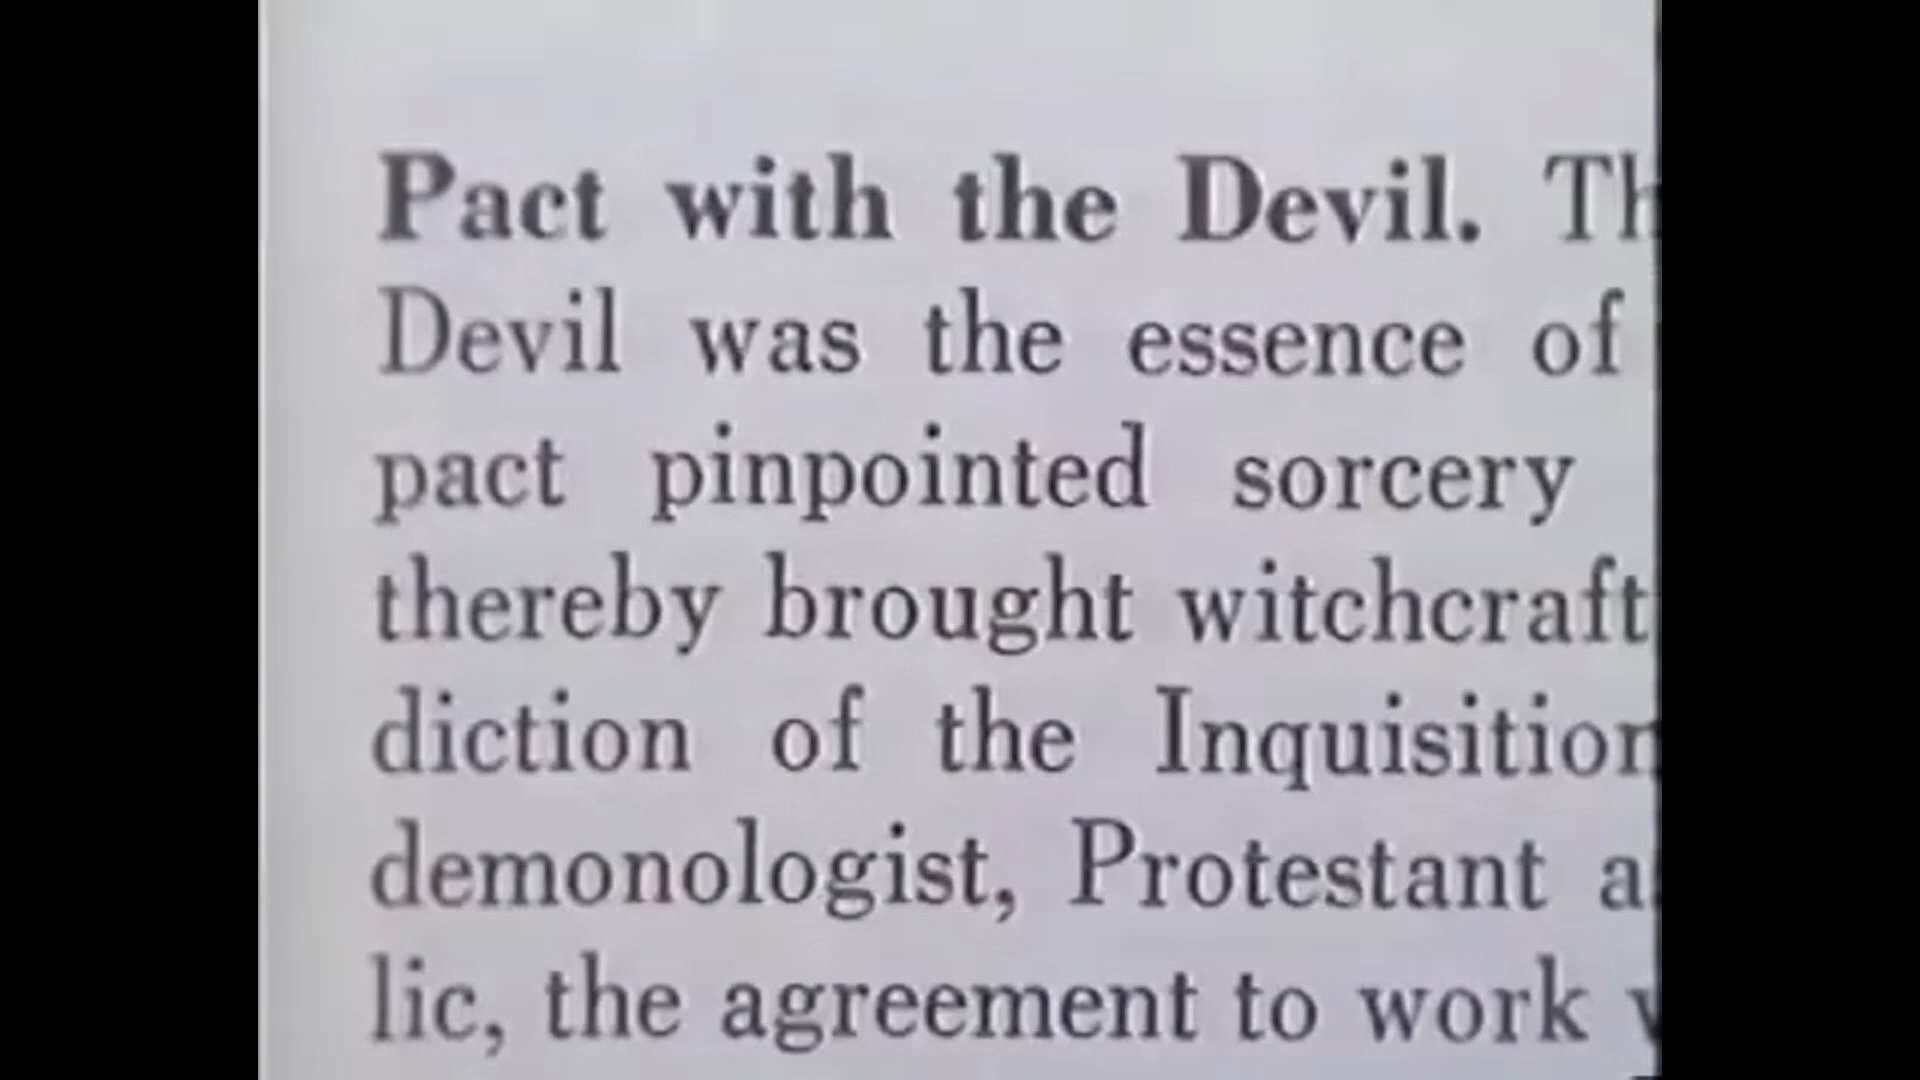 Pact with the Devil. Th
Devil was the essence of
pact pinpointed sorcery
thereby brought witchcraft
diction of the Inquisition
demonologist, Protestant a
lic, the agreement to work